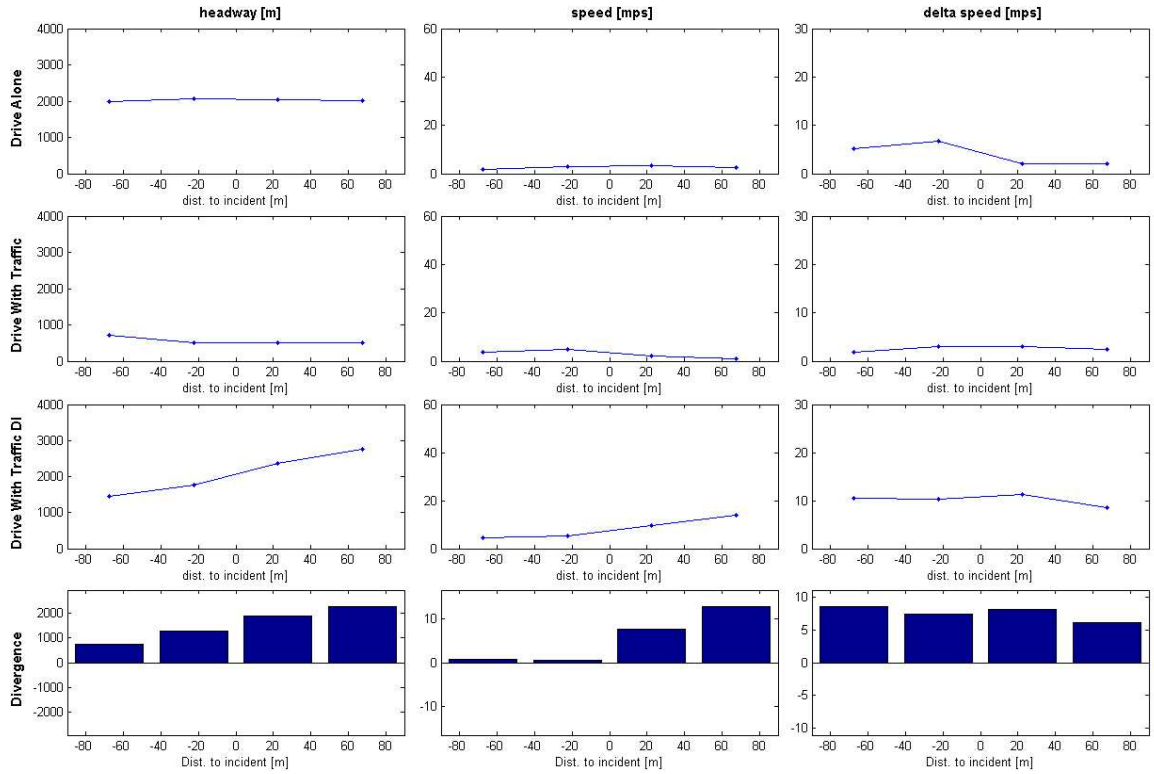 headway [m]
speed [mps]
delta speed [mps]
Drive Alone
4000
3000
2000
1000
0
-80 -60 -40 -20 0 20 40 60 80
dist. to incident [m]
60
40
20
0
-80 -60 -40 -20 0 20 40 60 80
dist. to incident [m]
30
20
10
0
-80 -60 -40 -20 0 20 40 60 80
dist. to incident [m]
Drive With Traffic
4000
3000
2000
1000
0
-80 -60 -40 -20 0 20 40 60 80
dist. to incident [m]
60
40
20
0
-80 -60 -40 -20 0 20 40 60 80
dist. to incident [m]
30
20
10
0
-80 -60 -40 -20 0 20 40 60 80
dist. to incident [m]
Drive With Traffic DI
4000
3000
2000
1000
0
-80 -60 -40 -20 0 20 40 60 80
dist. to incident [m]
60
40
20
0
-80 -60 -40 -20 0 20 40 60 80
dist. to incident [m]
30
20
10
0
-80 -60 -40 -20 0 20 40 60 80
dist. to incident [m]
Divergence
2000
1000
0
-1000
-2000
-80 -60 -40 -20 0 20 40 60 80
Dist. to incident [m]
10
0
-10
-80 -60 -40 -20 0 20 40 60 80
Dist. to incident [m]
10
5
0
-5
-10
-80 -60 -40 -20 0 20 40 60 80
Dist. to incident [m]